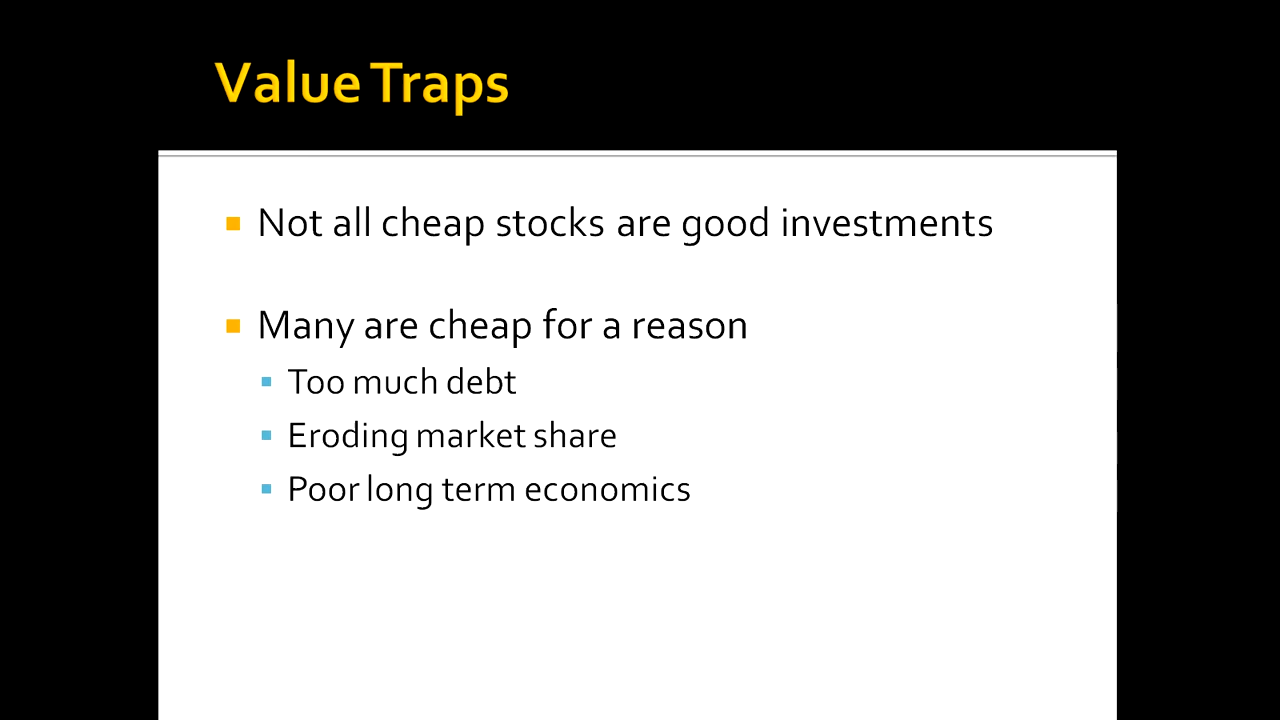 Value Traps
Not all cheap stocks are good investments
Many are cheap for a reason
Too much debt
Eroding market share
Poor long term economics